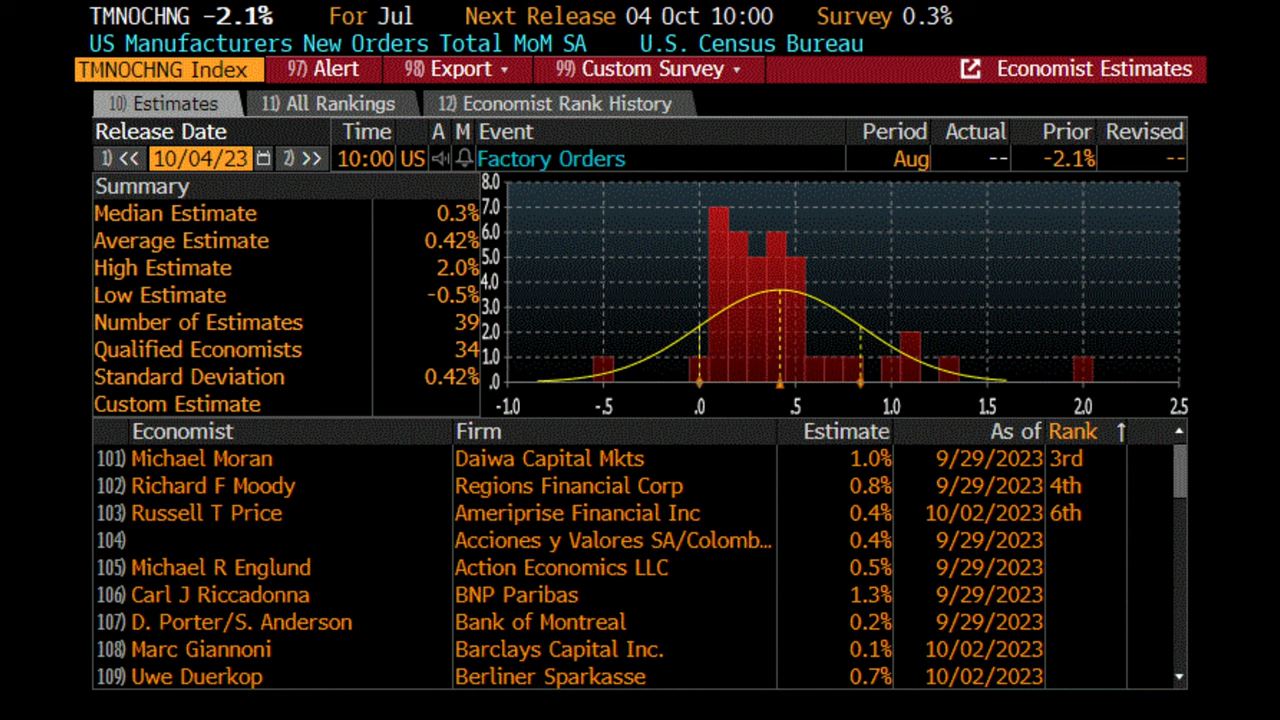 TMNOCHNG -2.1% For Jul Next Release 04 Oct 10:00 Survey 0.3%
US Manufacturers New Orders Total MoM SA U.S. Census Bureau
TMNOCHNG Index 97) Alert 98) Export 99) Custom Survey Economist Estimates
10) Estimates 11) All Rankings 12) Economist Rank History
Release Date Time A M Event Period Actual Prior Revised
1) << 10/04/23 2) >> 10:00 US Factory Orders Aug -- -2.1% --
Summary
Median Estimate 0.3%
Average Estimate 0.42%
High Estimate 2.0%
Low Estimate -0.5%
Number of Estimates 39
Qualified Economists 34
Standard Deviation 0.42%
Custom Estimate
8.0
7.0
6.0
5.0
4.0
3.0
2.0
1.0
.0
-1.0 -.5 .0 .5 1.0 1.5 2.0 2.5
Economist Firm Estimate As of Rank ↑
101) Michael Moran Daiwa Capital Mkts 1.0% 9/29/2023 3rd
102) Richard F Moody Regions Financial Corp 0.8% 9/29/2023 4th
103) Russell T Price Ameriprise Financial Inc 0.4% 10/02/2023 6th
104) Acciones y Valores SA/Colomb... 0.4% 9/29/2023
105) Michael R Englund Action Economics LLC 0.5% 9/29/2023
106) Carl J Riccadonna BNP Paribas 1.3% 9/29/2023
107) D. Porter/S. Anderson Bank of Montreal 0.2% 9/29/2023
108) Marc Giannoni Barclays Capital Inc. 0.1% 10/02/2023
109) Uwe Duerkop Berliner Sparkasse 0.7% 10/02/2023